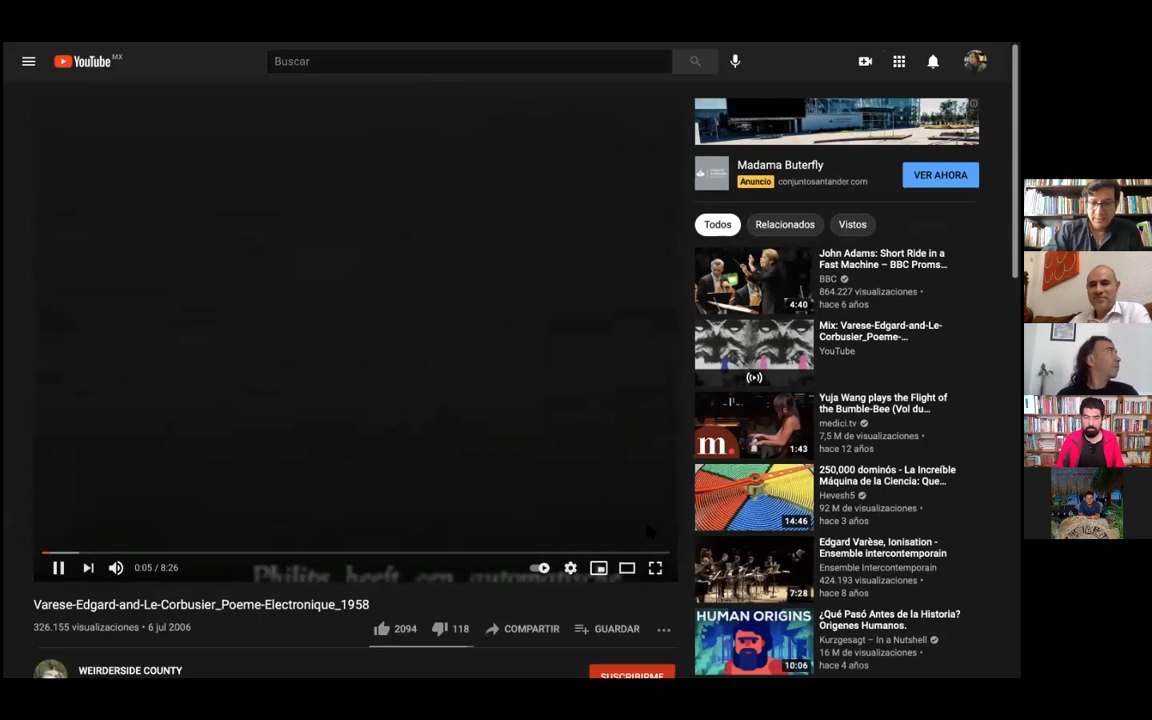 YouTube MX
Buscar
Philips heeft een automatische
0:05 / 8:26
Varese-Edgard-and-Le-Corbusier_Poeme-Electronique_1958
326.155 visualizaciones • 6 jul 2006
2094
118
COMPARTIR
GUARDAR
WEIRDERSIDE COUNTY
SUSCRIBIRME
Madama Buterfly
Anuncio conjuntosantander.com
VER AHORA
Todos
Relacionados
Vistos
4:40
John Adams: Short Ride in a
Fast Machine – BBC Proms...
BBC
864.227 visualizaciones •
hace 6 años
Mix: Varese-Edgard-and-Le-
Corbusier_Poeme-...
YouTube
m.
1:43
Yuja Wang plays the Flight of
the Bumble-Bee (Vol du...
medici.tv
7,5 M de visualizaciones •
hace 12 años
14:46
250,000 dominós - La Increíble
Máquina de la Ciencia: Que...
Hevesh5
92 M de visualizaciones •
hace 3 años
7:28
Edgard Varèse, Ionisation -
Ensemble intercontemporain
Ensemble Intercontemporain
424.193 visualizaciones •
hace 8 años
HUMAN ORIGINS
10:06
¿Qué Pasó Antes de la Historia?
Orígenes Humanos.
Kurzgesagt – In a Nutshell
16 M de visualizaciones •
hace 4 años